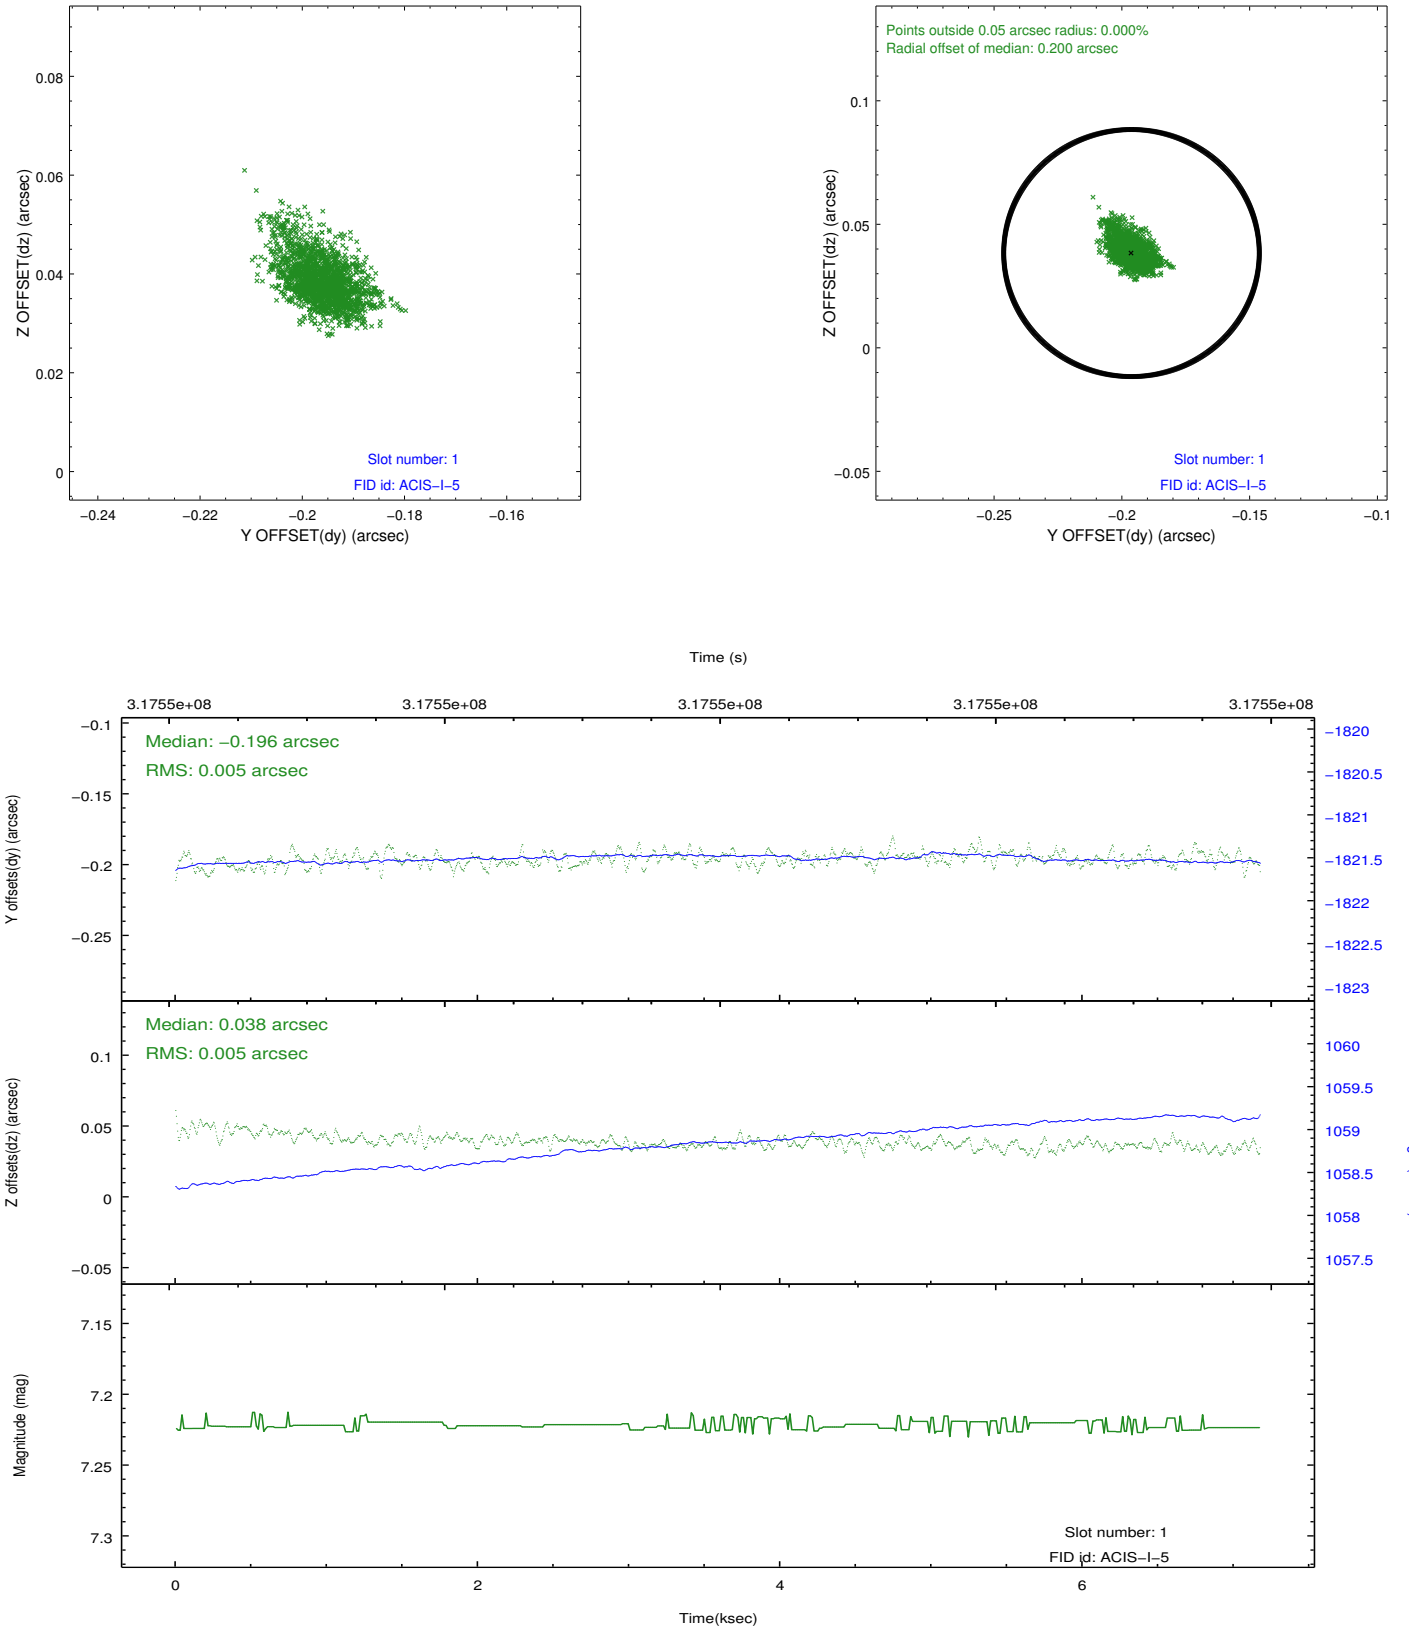 0.08
0.06
0.04
0.02
0
Z OFFSET(dz) (arcsec)
Slot number: 1
FID id: ACIS−I−5
−0.24 −0.22 −0.2 −0.18 −0.16
Y OFFSET(dy) (arcsec)
Points outside 0.05 arcsec radius: 0.000%
Radial offset of median: 0.200 arcsec
0.1
0.05
0
−0.05
Z OFFSET(dz) (arcsec)
Slot number: 1
FID id: ACIS−I−5
−0.25 −0.2 −0.15 −0.1
Y OFFSET(dy) (arcsec)
Time (s)
3.1755e+08 3.1755e+08 3.1755e+08 3.1755e+08 3.1755e+08
Median: −0.196 arcsec
RMS: 0.005 arcsec
−0.1
−0.15
−0.2
−0.25
Y offsets(dy) (arcsec)
−1820
−1820.5
−1821
−1821.5
−1822
−1822.5
−1823
Median: 0.038 arcsec
RMS: 0.005 arcsec
0.1
0.05
0
−0.05
Z offsets(dz) (arcsec)
1060
1059.5
1059
1058.5
1058
1057.5
7.15
7.2
7.25
7.3
Magnitude (mag)
Slot number: 1
FID id: ACIS−I−5
0 2 4 6
Time(ksec)